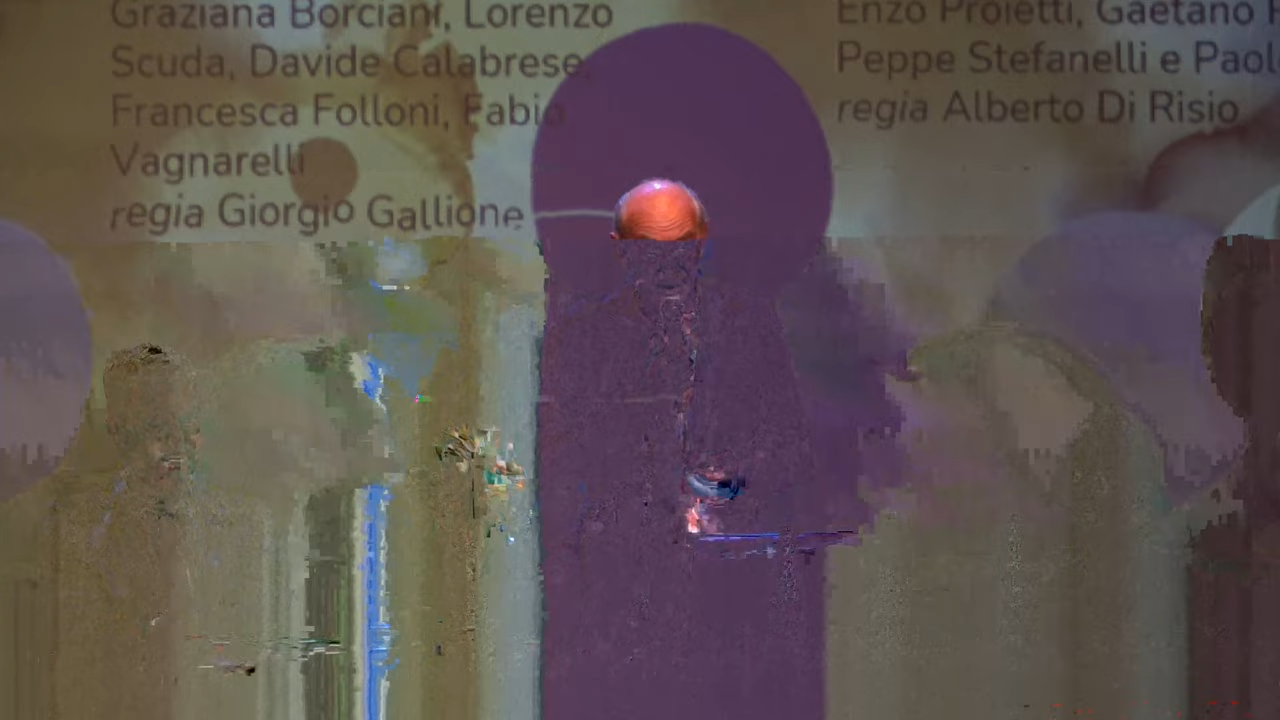 Graziana Borciani, Lorenzo
Scuda, Davide Calabrese,
Francesca Folloni, Fabio
Vagnarelli
regia Giorgio Gallione
Enzo Proietti, Gaetano
Peppe Stefanelli e Paol
regia Alberto Di Risio